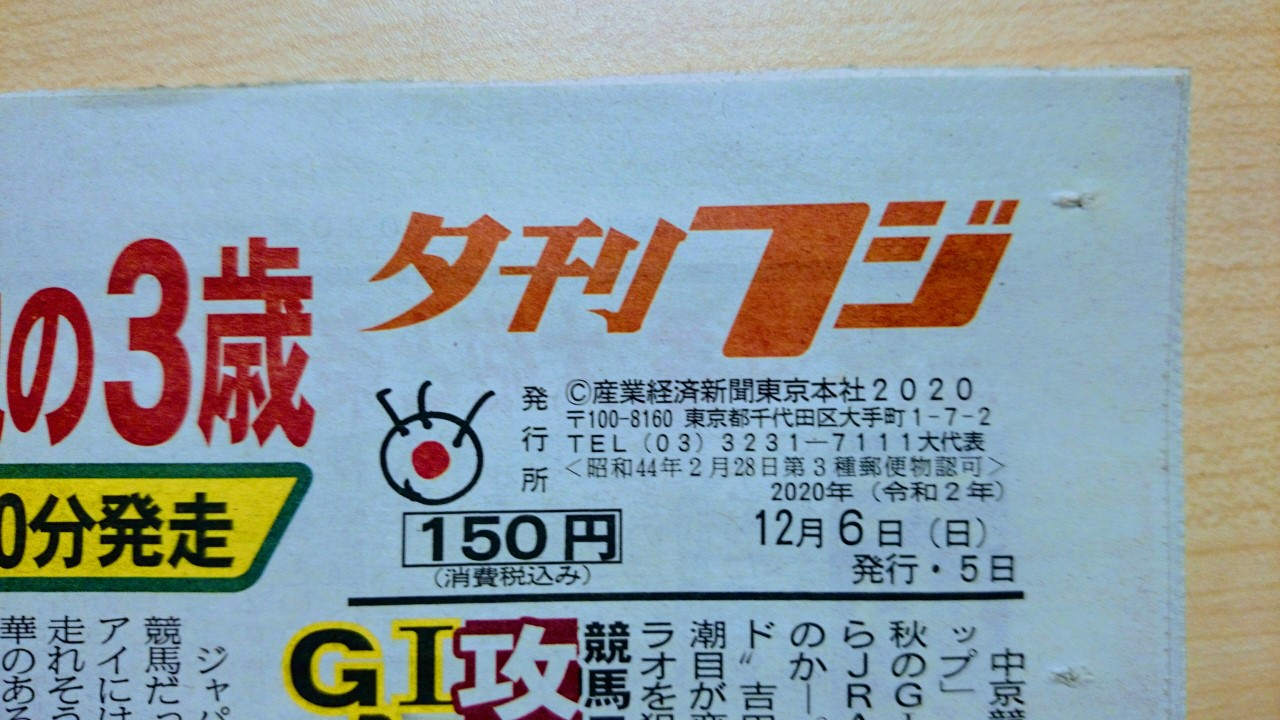 夕刊フジ
の3歳
0分発走
発行所
©産業経済新聞東京本社2020
〒100-8160 東京都千代田区大手町1-7-2
TEL (03) 3231―7111大代表
<昭和44年2月28日第3種郵便物認可>
2020年(令和2年)
12月6日(日)
発行・5日
150円
(消費税込み)
GI攻
競馬
中京競
ップ」
秋のG
らJRA
のか―。
ド〟吉田
潮目が変
ラオを狙
ジャパ
競馬だっ
アイには
走れそう
華のある